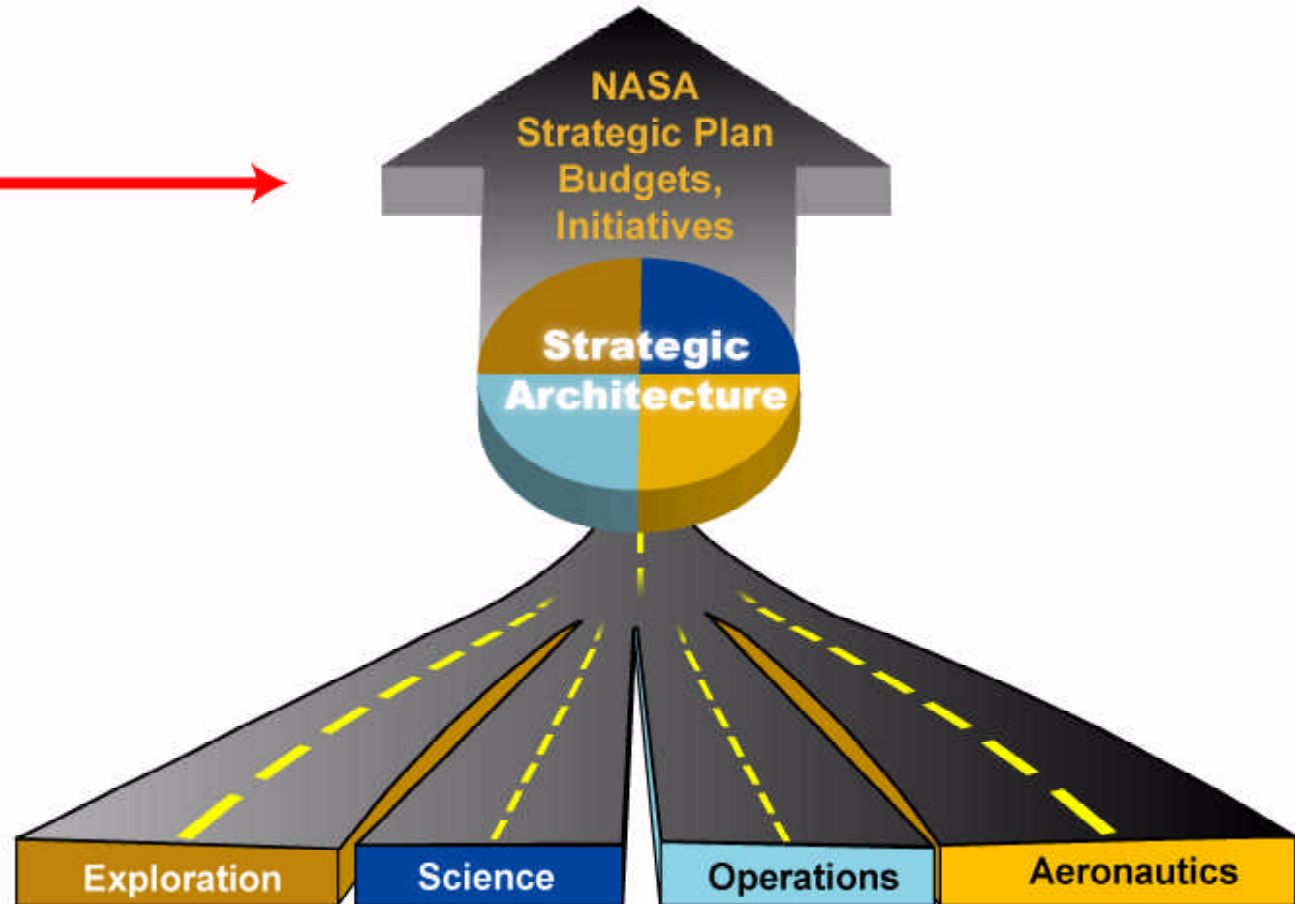 NASA
Strategic Plan
Budgets,
Initiatives
Strategic
Architecture
Exploration
Science
Operations
Aeronautics